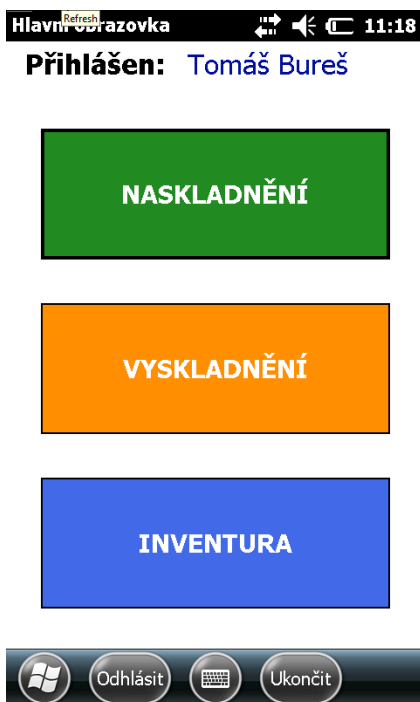 Hlavní obrazovka 11:18
Refresh
Přihlášen: Tomáš Bureš
NASKLADNĚNÍ
VYSKLADNĚNÍ
INVENTURA
Odhlásit Ukončit